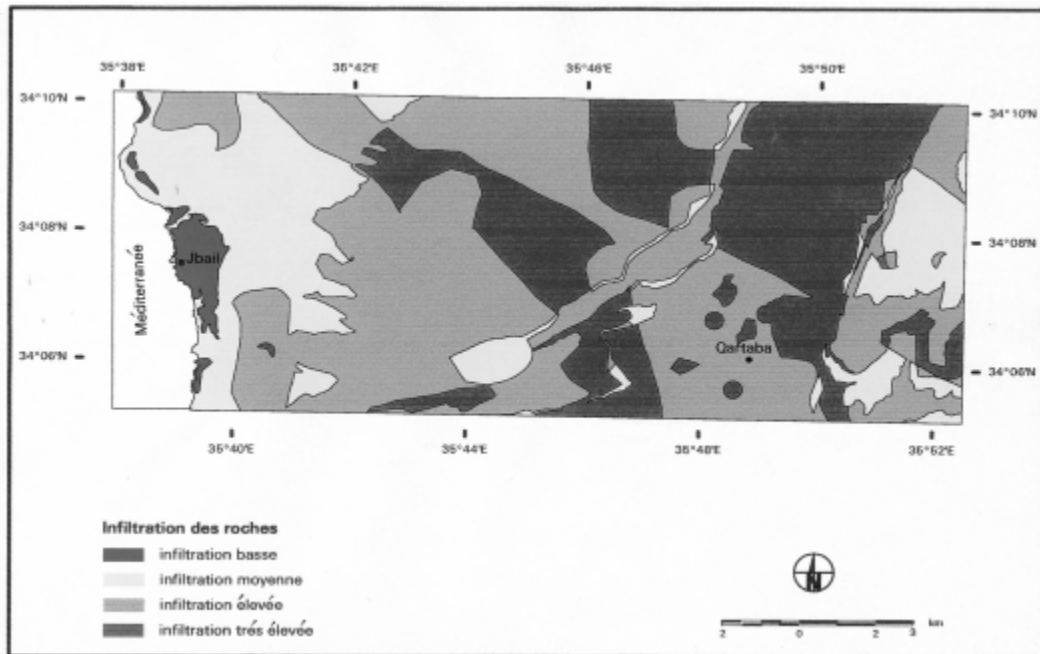 35°38'E 35°42'E 35°46'E 35°50'E
34°10'N 34°10'N
34°08'N 34°08'N
Méditerranée
Jbail
34°06'N 34°06'N
Qartaba
35°40'E 35°44'E 35°48'E 35°52'E
Infiltration des roches
infiltration basse
infiltration moyenne
infiltration élevée
infiltration trés élevée
N
2 0 2 3 km